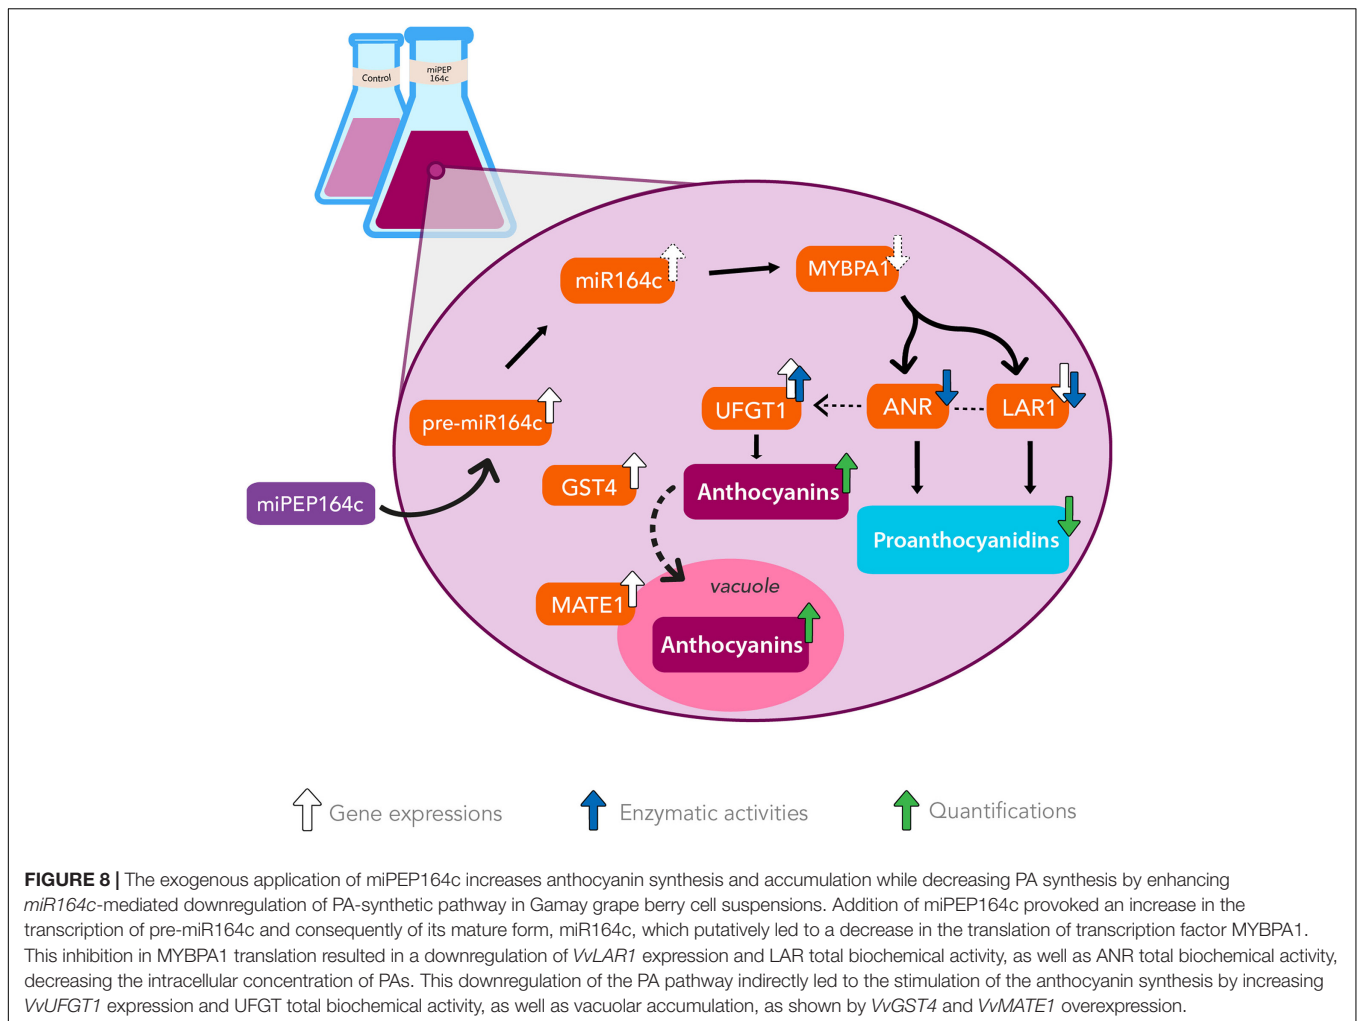 Control
miPEP
164c
miR164c
MYBPA1
UFGT1
ANR
LAR1
pre-miR164c
GST4
Anthocyanins
miPEP164c
Proanthocyanidins
vacuole
MATE1
Anthocyanins
Gene expressions
Enzymatic activities
Quantifications
FIGURE 8 | The exogenous application of miPEP164c increases anthocyanin synthesis and accumulation while decreasing PA synthesis by enhancing
miR164c-mediated downregulation of PA-synthetic pathway in Gamay grape berry cell suspensions. Addition of miPEP164c provoked an increase in the
transcription of pre-miR164c and consequently of its mature form, miR164c, which putatively led to a decrease in the translation of transcription factor MYBPA1.
This inhibition in MYBPA1 translation resulted in a downregulation of VvLAR1 expression and LAR total biochemical activity, as well as ANR total biochemical activity,
decreasing the intracellular concentration of PAs. This downregulation of the PA pathway indirectly led to the stimulation of the anthocyanin synthesis by increasing
VvUFGT1 expression and UFGT total biochemical activity, as well as vacuolar accumulation, as shown by VvGST4 and VvMATE1 overexpression.